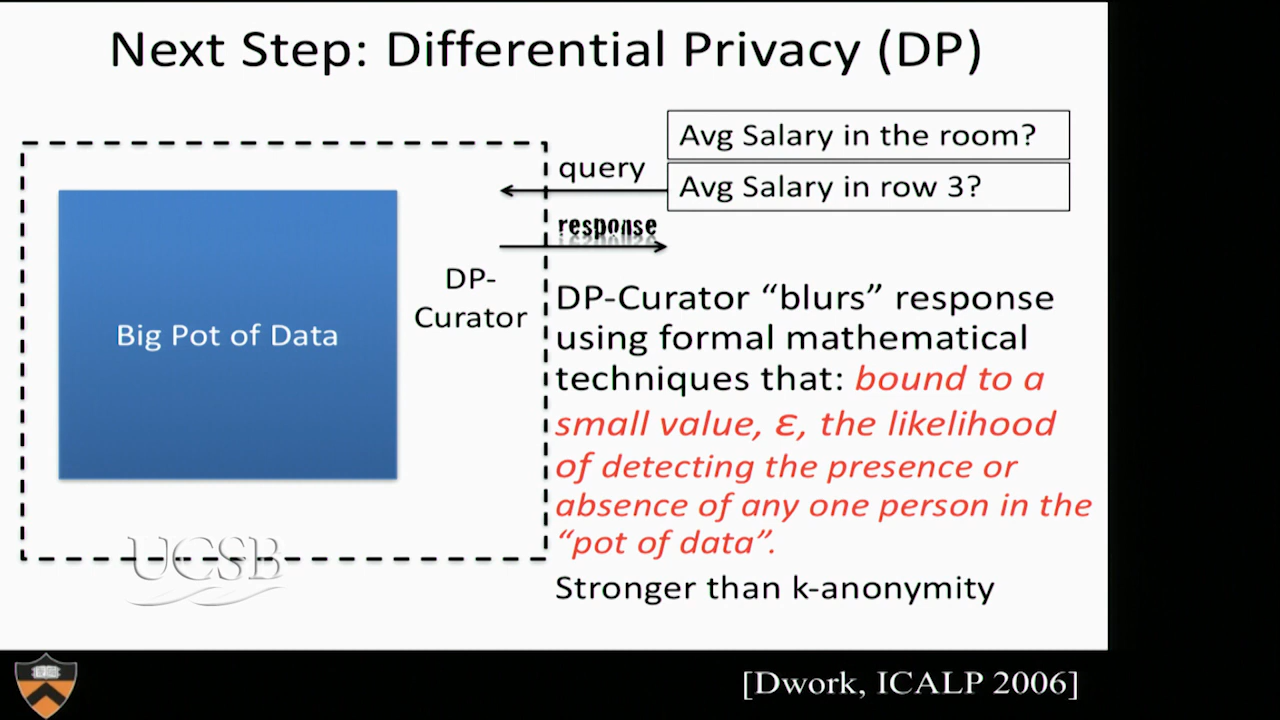 Next Step: Differential Privacy (DP)
Avg Salary in the room?
query
Avg Salary in row 3?
response
DP-
Curator
Big Pot of Data
DP-Curator “blurs” response
using formal mathematical
techniques that: bound to a
small value, ε, the likelihood
of detecting the presence or
absence of any one person in the
“pot of data”.
Stronger than k-anonymity
UCSB
[Dwork, ICALP 2006]